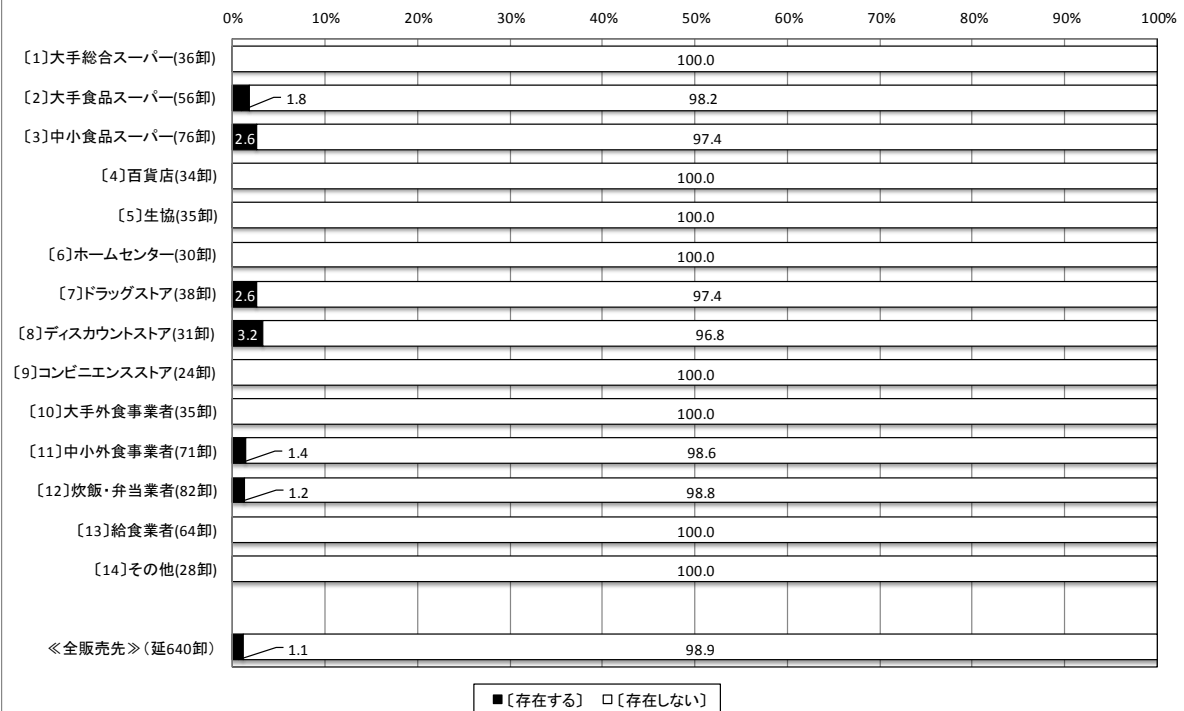 0% 10% 20% 30% 40% 50% 60% 70% 80% 90% 100%
〔1〕大手総合スーパー(36卸) 100.0
〔2〕大手食品スーパー(56卸) 1.8 98.2
〔3〕中小食品スーパー(76卸) 2.6 97.4
〔4〕百貨店(34卸) 100.0
〔5〕生協(35卸) 100.0
〔6〕ホームセンター(30卸) 100.0
〔7〕ドラッグストア(38卸) 2.6 97.4
〔8〕ディスカウントストア(31卸) 3.2 96.8
〔9〕コンビニエンスストア(24卸) 100.0
〔10〕大手外食事業者(35卸) 100.0
〔11〕中小外食事業者(71卸) 1.4 98.6
〔12〕炊飯・弁当業者(82卸) 1.2 98.8
〔13〕給食業者(64卸) 100.0
〔14〕その他(28卸) 100.0
≪全販売先≫（延640卸） 1.1 98.9
■〔存在する〕 □〔存在しない〕